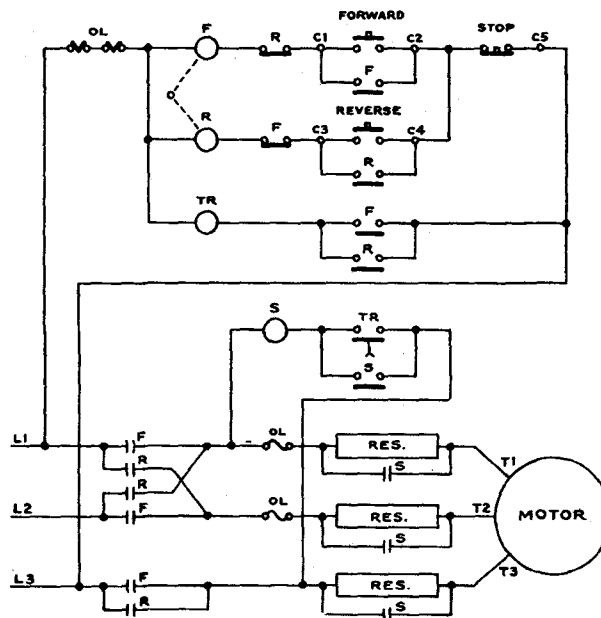 FORWARD
OL F R C1 C2 STOP C5
F
REVERSE
R F C3 C4
R
TR F
R
S TR
S
L1 F OL RES. T1
R S
R
L2 F OL RES. T2 MOTOR
S
L3 F RES. T3
R S